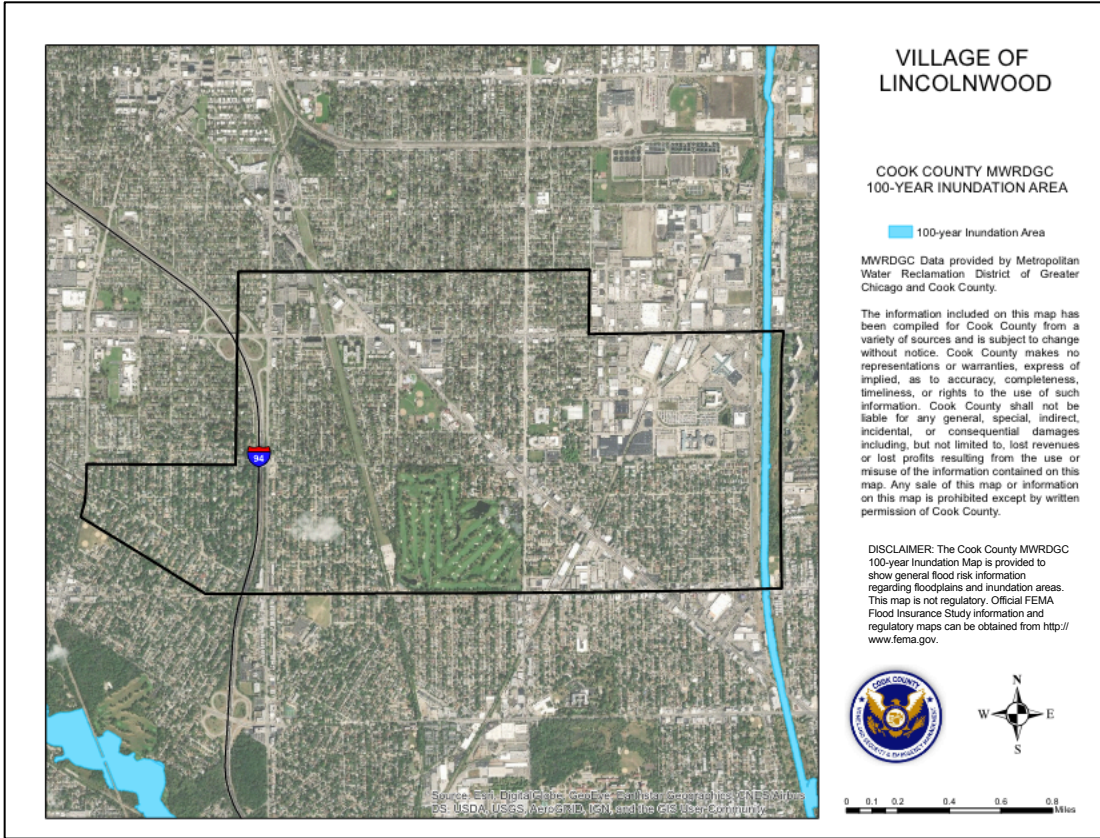 VILLAGE OF
LINCOLNWOOD
COOK COUNTY MWRDGC
100-YEAR INUNDATION AREA
100-year Inundation Area
MWRDGC Data provided by Metropolitan
Water Reclamation District of Greater
Chicago and Cook County.
The information included on this map has
been compiled for Cook County from a
variety of sources and is subject to change
without notice. Cook County makes no
representations or warranties, express of
implied, as to accuracy, completeness,
timeliness, or rights to the use of such
information. Cook County shall not be
liable for any general, special, indirect,
incidental, or consequential damages
including, but not limited to, lost revenues
or lost profits resulting from the use or
misuse of the information contained on this
map. Any sale of this map or information
on this map is prohibited except by written
permission of Cook County.
DISCLAIMER: The Cook County MWRDGC
100-year Inundation Map is provided to
show general flood risk information
regarding floodplains and inundation areas.
This map is not regulatory. Official FEMA
Flood Insurance Study information and
regulatory maps can be obtained from http://
www.fema.gov.
94
COOK COUNTY
HOMELAND SECURITY & EMERGENCY MANAGEMENT
N
W E
S
0 0.1 0.2 0.4 0.6 0.8
Miles
Source: Esri, DigitalGlobe, GeoEye, Earthstar Geographics, CNES/Airbus
DS, USDA, USGS, AeroGRID, IGN, and the GIS User Community